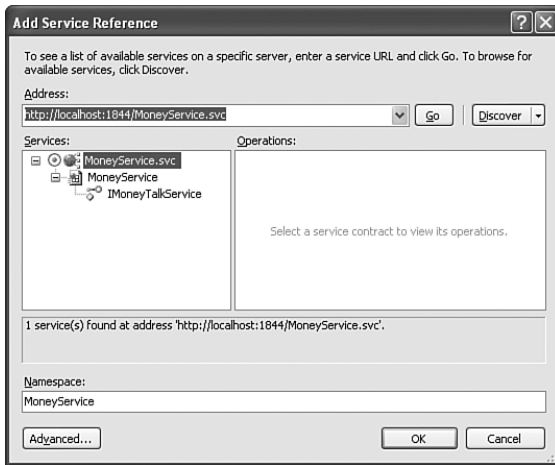 Add Service Reference
To see a list of available services on a specific server, enter a service URL and click Go. To browse for
available services, click Discover.
Address:
http://localhost:1844/MoneyService.svc
Go
Discover
Services:
Operations:
MoneyService.svc
MoneyService
IMoneyTalkService
Select a service contract to view its operations.
1 service(s) found at address 'http://localhost:1844/MoneyService.svc'.
Namespace:
MoneyService
Advanced...
OK
Cancel